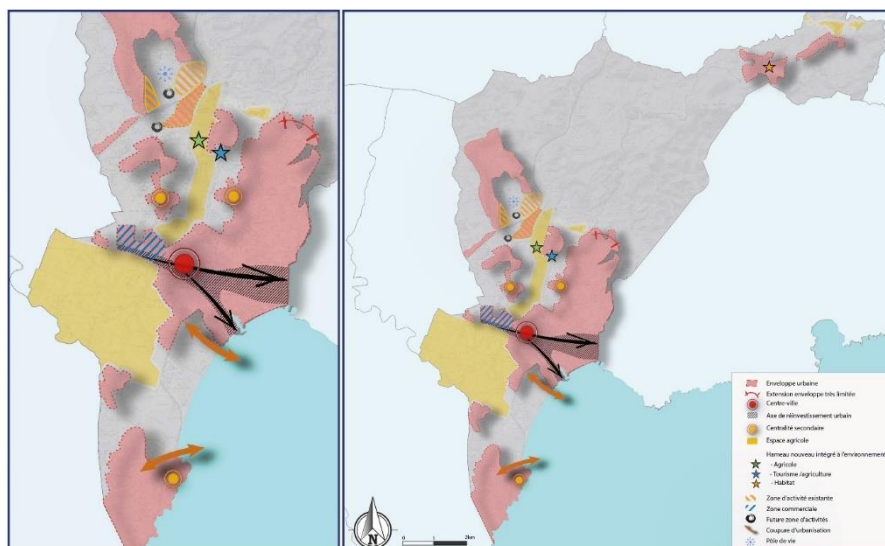 Enveloppe urbaine
Extension enveloppe très limitée
Centre-ville
Axe de réinvestissement urbain
Centralité secondaire
Espace agricole
Hameau nouveau intégré à l'environnement
- Agricole
- Tourisme /agriculture
- Habitat
Zone d'activité existante
Zone commerciale
Future zone d'activités
Coupure d'urbanisation
Pôle de vie
N
0 1 2km